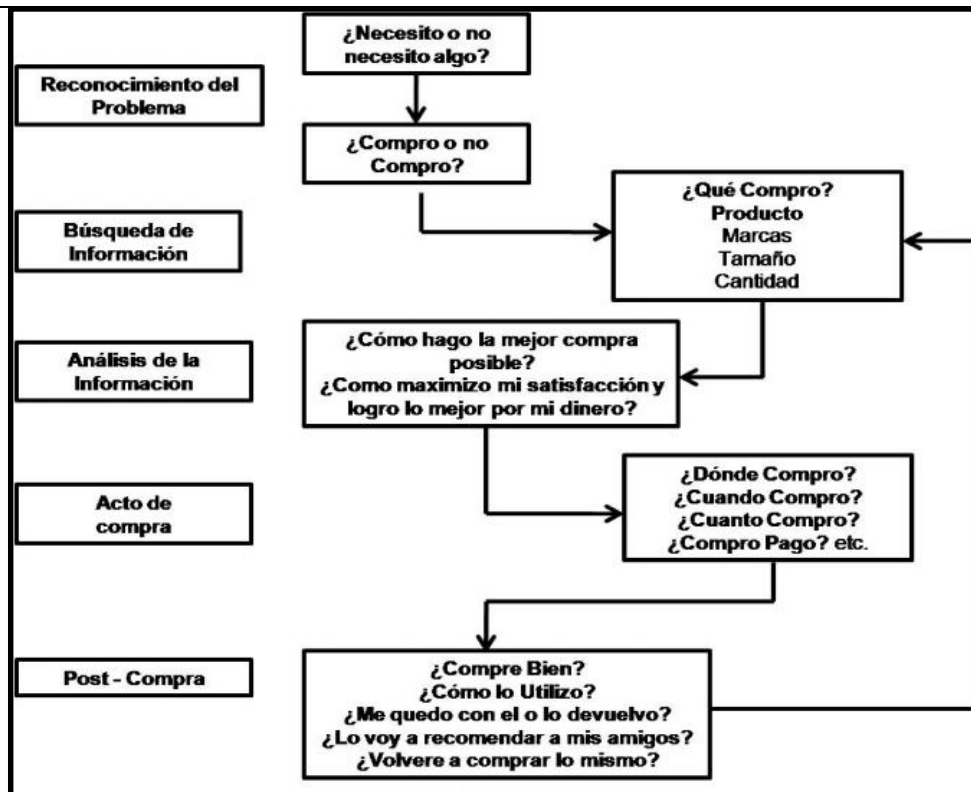 ¿Necesito o no
necesito algo?
Reconocimiento del
Problema
¿Compro o no
Compro?
¿Qué Compro?
Producto
Marcas
Tamaño
Cantidad
Búsqueda de
Información
¿Cómo hago la mejor compra
posible?
¿Como maximizo mi satisfacción y
logro lo mejor por mi dinero?
Análisis de la
Información
¿Dónde Compro?
¿Cuando Compro?
¿Cuanto Compro?
¿Compro Pago? etc.
Acto de
compra
¿Compre Bien?
¿Cómo lo Utilizo?
¿Me quedo con el o lo devuelvo?
¿Lo voy a recomendar a mis amigos?
¿Volvere a comprar lo mismo?
Post - Compra